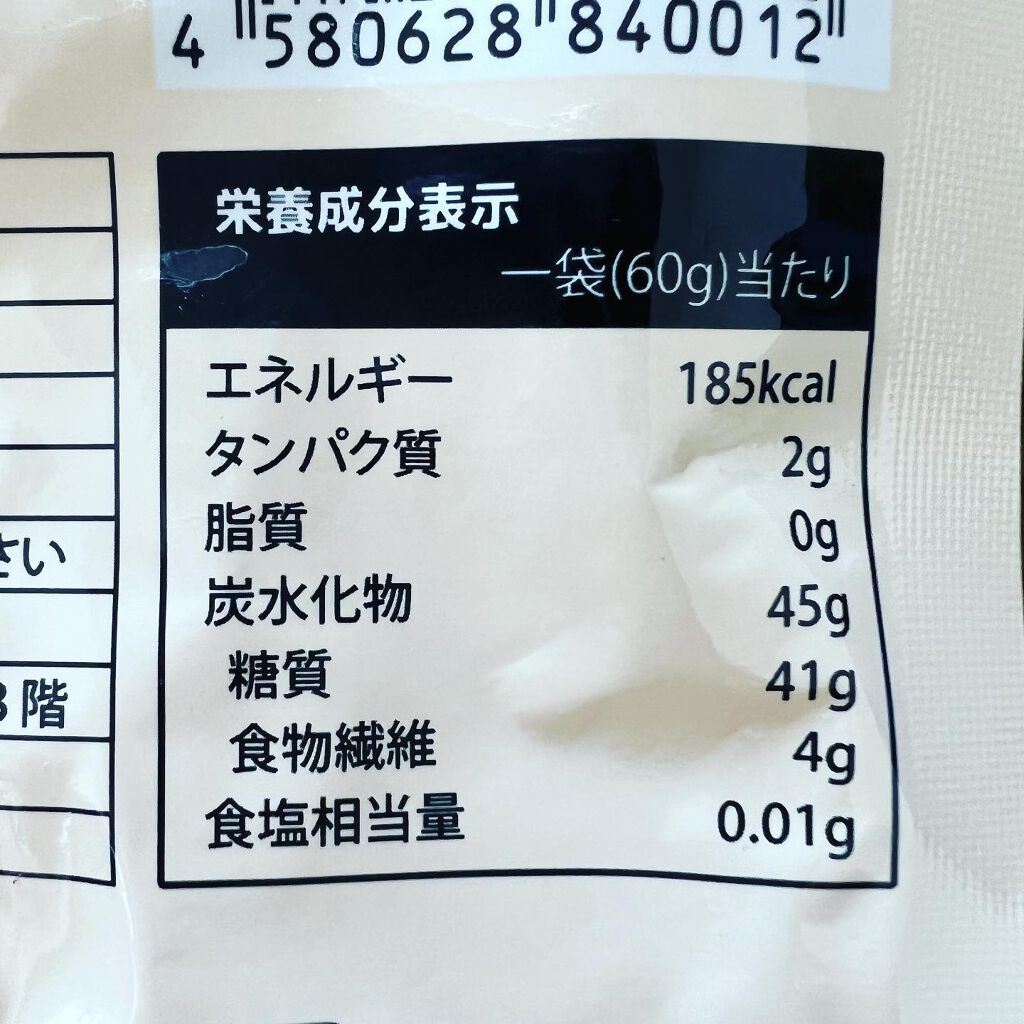 4 580628 840012
栄養成分表示
一袋(60g)当たり
エネルギー 185kcal
タンパク質 2g
脂質 0g
炭水化物 45g
糖質 41g
食物繊維 4g
食塩相当量 0.01g
さい
3階